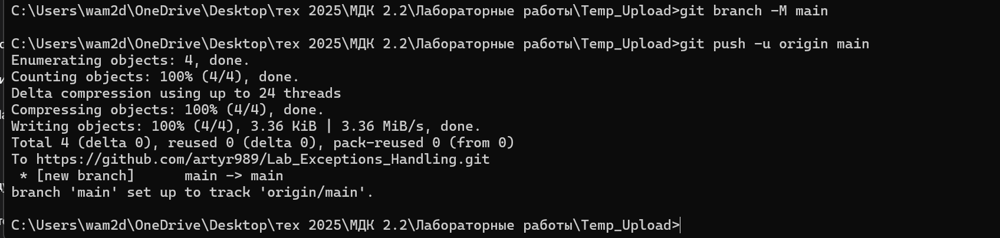 C:\Users\wam2d\OneDrive\Desktop\тех 2025\МДК 2.2\Лабораторные работы\Temp_Upload>git branch -M main
C:\Users\wam2d\OneDrive\Desktop\тех 2025\МДК 2.2\Лабораторные работы\Temp_Upload>git push -u origin main
Enumerating objects: 4, done.
Counting objects: 100% (4/4), done.
Delta compression using up to 24 threads
Compressing objects: 100% (4/4), done.
Writing objects: 100% (4/4), 3.36 KiB | 3.36 MiB/s, done.
Total 4 (delta 0), reused 0 (delta 0), pack-reused 0 (from 0)
To https://github.com/artyr989/Lab_Exceptions_Handling.git
 * [new branch]      main -> main
branch 'main' set up to track 'origin/main'.
C:\Users\wam2d\OneDrive\Desktop\тех 2025\МДК 2.2\Лабораторные работы\Temp_Upload>